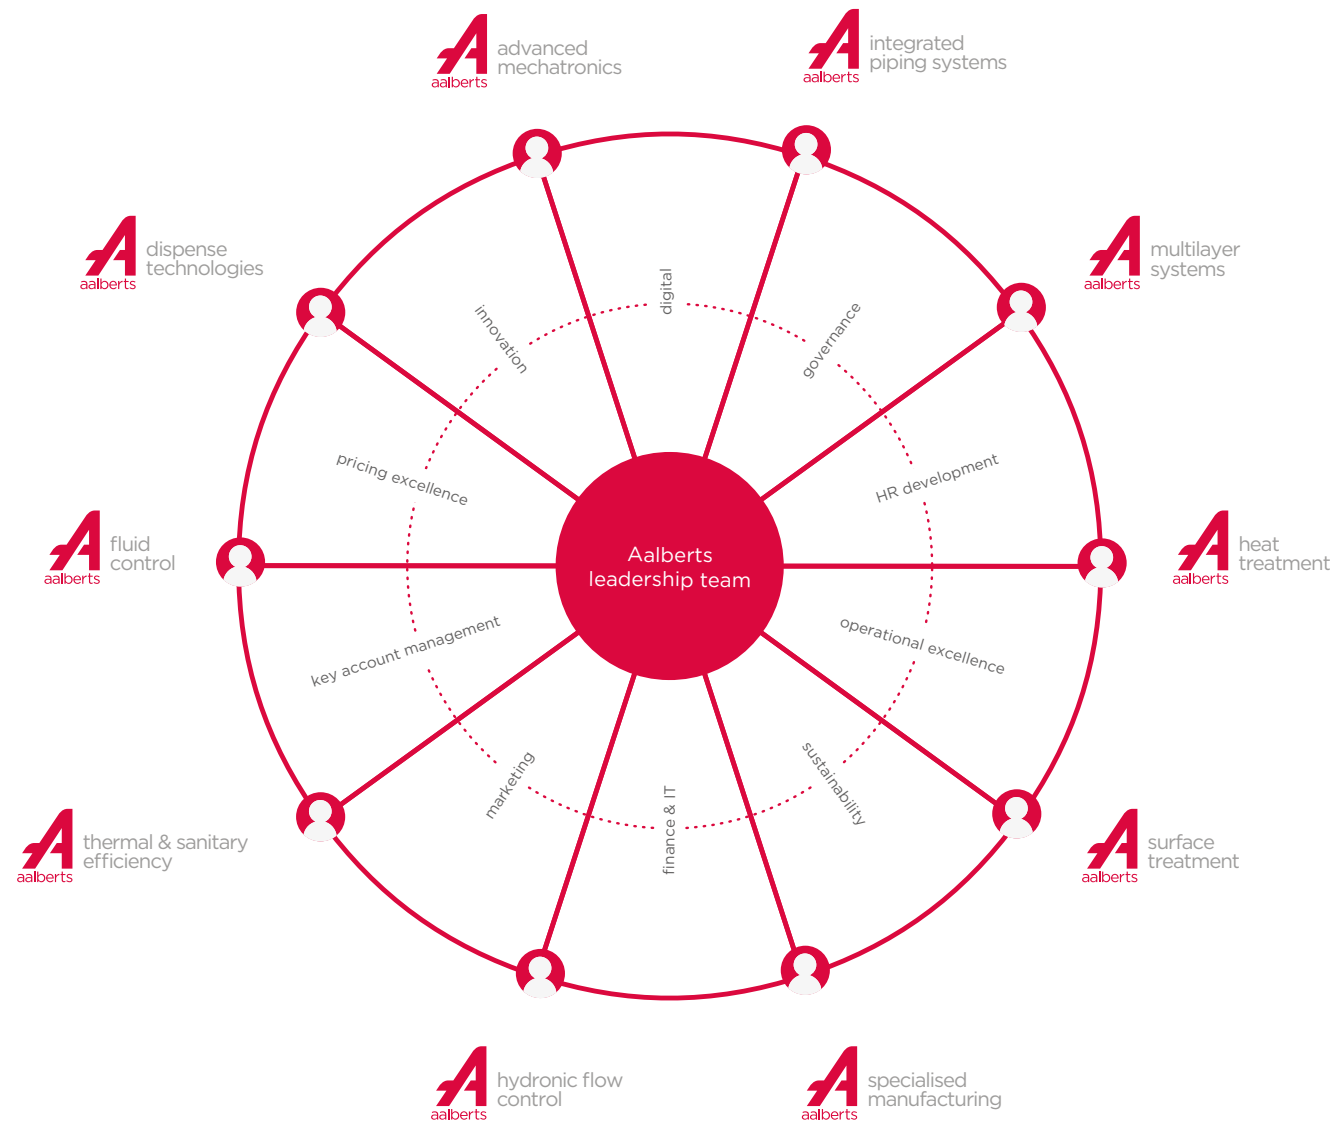 aalberts
advanced
mechatronics
aalberts
integrated
piping systems
aalberts
dispense
technologies
aalberts
multilayer
systems
digital
innovation
governance
pricing excellence
HR development
aalberts
fluid
control
Aalberts
leadership team
aalberts
heat
treatment
key account management
operational excellence
marketing
finance & IT
sustainability
aalberts
thermal & sanitary
efficiency
aalberts
surface
treatment
aalberts
hydronic flow
control
aalberts
specialised
manufacturing